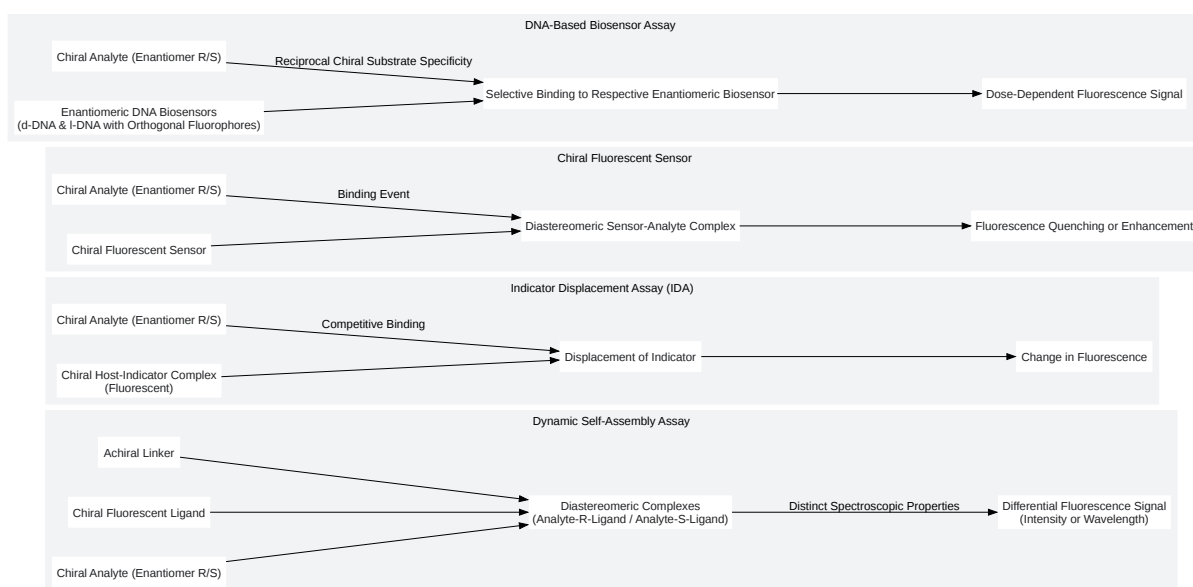 DNA-Based Biosensor Assay
Chiral Analyte (Enantiomer R/S)
Reciprocal Chiral Substrate Specificity
Enantiomeric DNA Biosensors
(d-DNA & l-DNA with Orthogonal Fluorophores)
Selective Binding to Respective Enantiomeric Biosensor
Dose-Dependent Fluorescence Signal
Chiral Fluorescent Sensor
Chiral Analyte (Enantiomer R/S)
Binding Event
Chiral Fluorescent Sensor
Diastereomeric Sensor-Analyte Complex
Fluorescence Quenching or Enhancement
Indicator Displacement Assay (IDA)
Chiral Analyte (Enantiomer R/S)
Competitive Binding
Chiral Host-Indicator Complex
(Fluorescent)
Displacement of Indicator
Change in Fluorescence
Dynamic Self-Assembly Assay
Achiral Linker
Chiral Fluorescent Ligand
Chiral Analyte (Enantiomer R/S)
Diastereomeric Complexes
(Analyte-R-Ligand / Analyte-S-Ligand)
Distinct Spectroscopic Properties
Differential Fluorescence Signal
(Intensity or Wavelength)